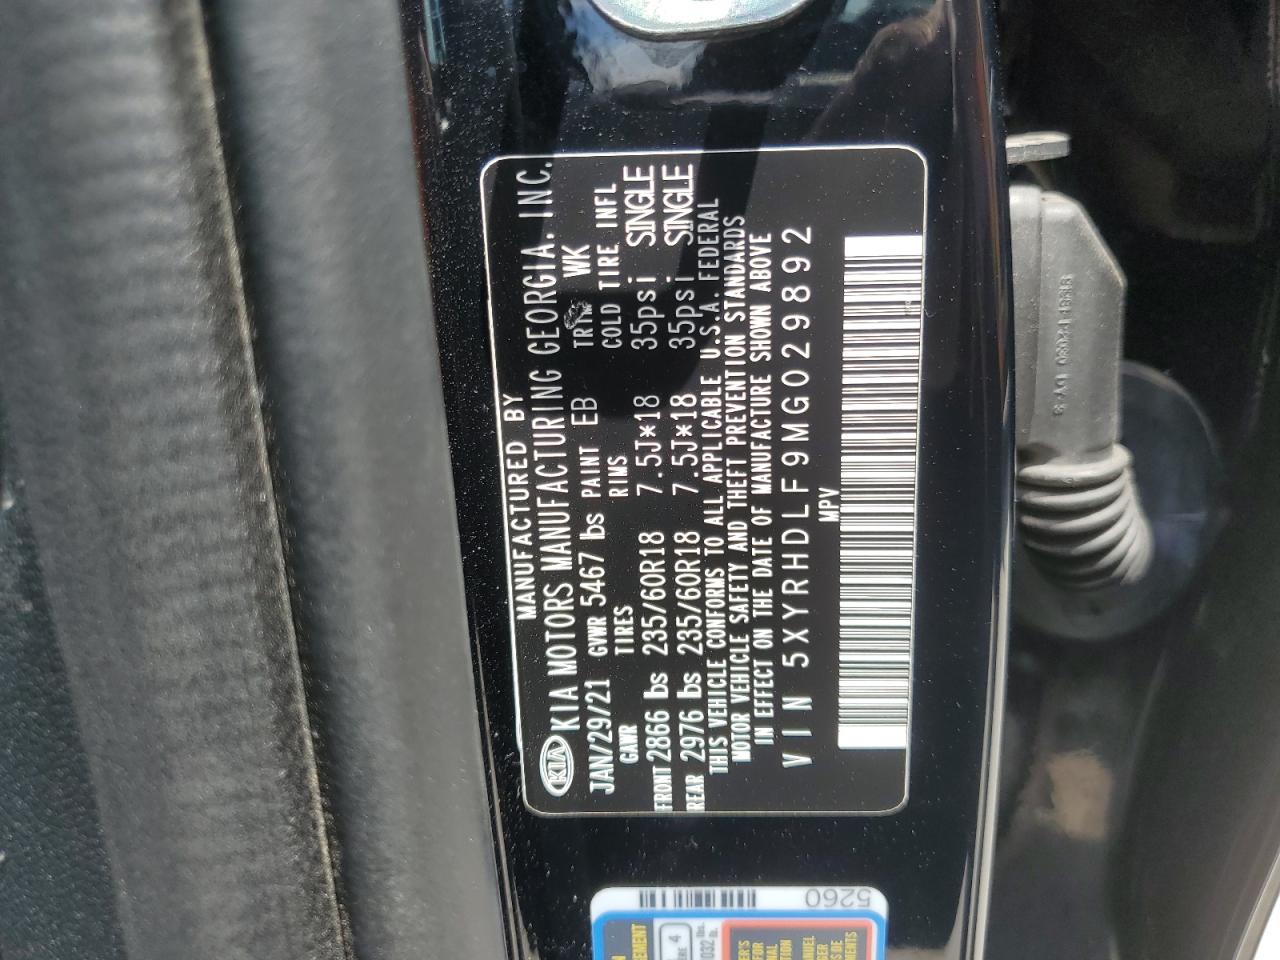 MANUFACTURED BY
KIA KIA MOTORS MANUFACTURING GEORGIA. INC.
JAN/29/21 GVWR 5467 lbs PAINT EB TRIM WK
GAWR TIRES RIMS COLD TIRE INFL
FRONT 2866 lbs 235/60R18 7.5J*18 35psi SINGLE
REAR 2976 lbs 235/60R18 7.5J*18 35psi SINGLE
THIS VEHICLE CONFORMS TO ALL APPLICABLE U.S.A. FEDERAL
MOTOR VEHICLE SAFETY AND THEFT PREVENTION STANDARDS
IN EFFECT ON THE DATE OF MANUFACTURE SHOWN ABOVE
VIN 5XYRHDLF9MG029892
MPV
5260
4